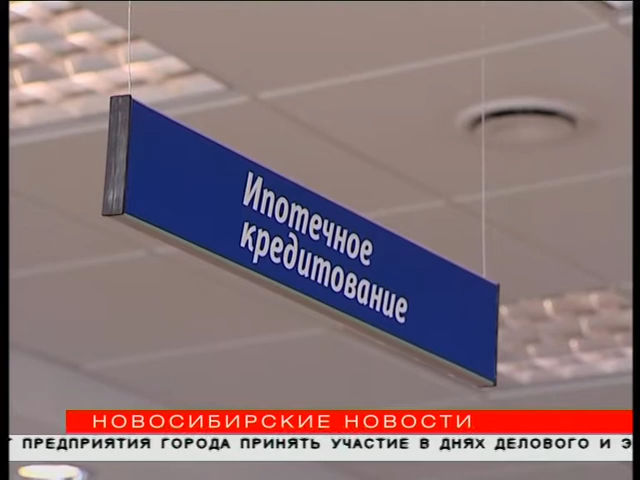 Ипотечное
кредитование
НОВОСИБИРСКИЕ НОВОСТИ
ПРЕДПРИЯТИЯ ГОРОДА ПРИНЯТЬ УЧАСТИЕ В ДНЯХ ДЕЛОВОГО И